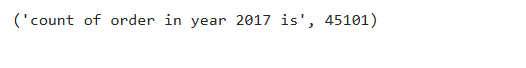 ('count of order in year 2017 is', 45101)